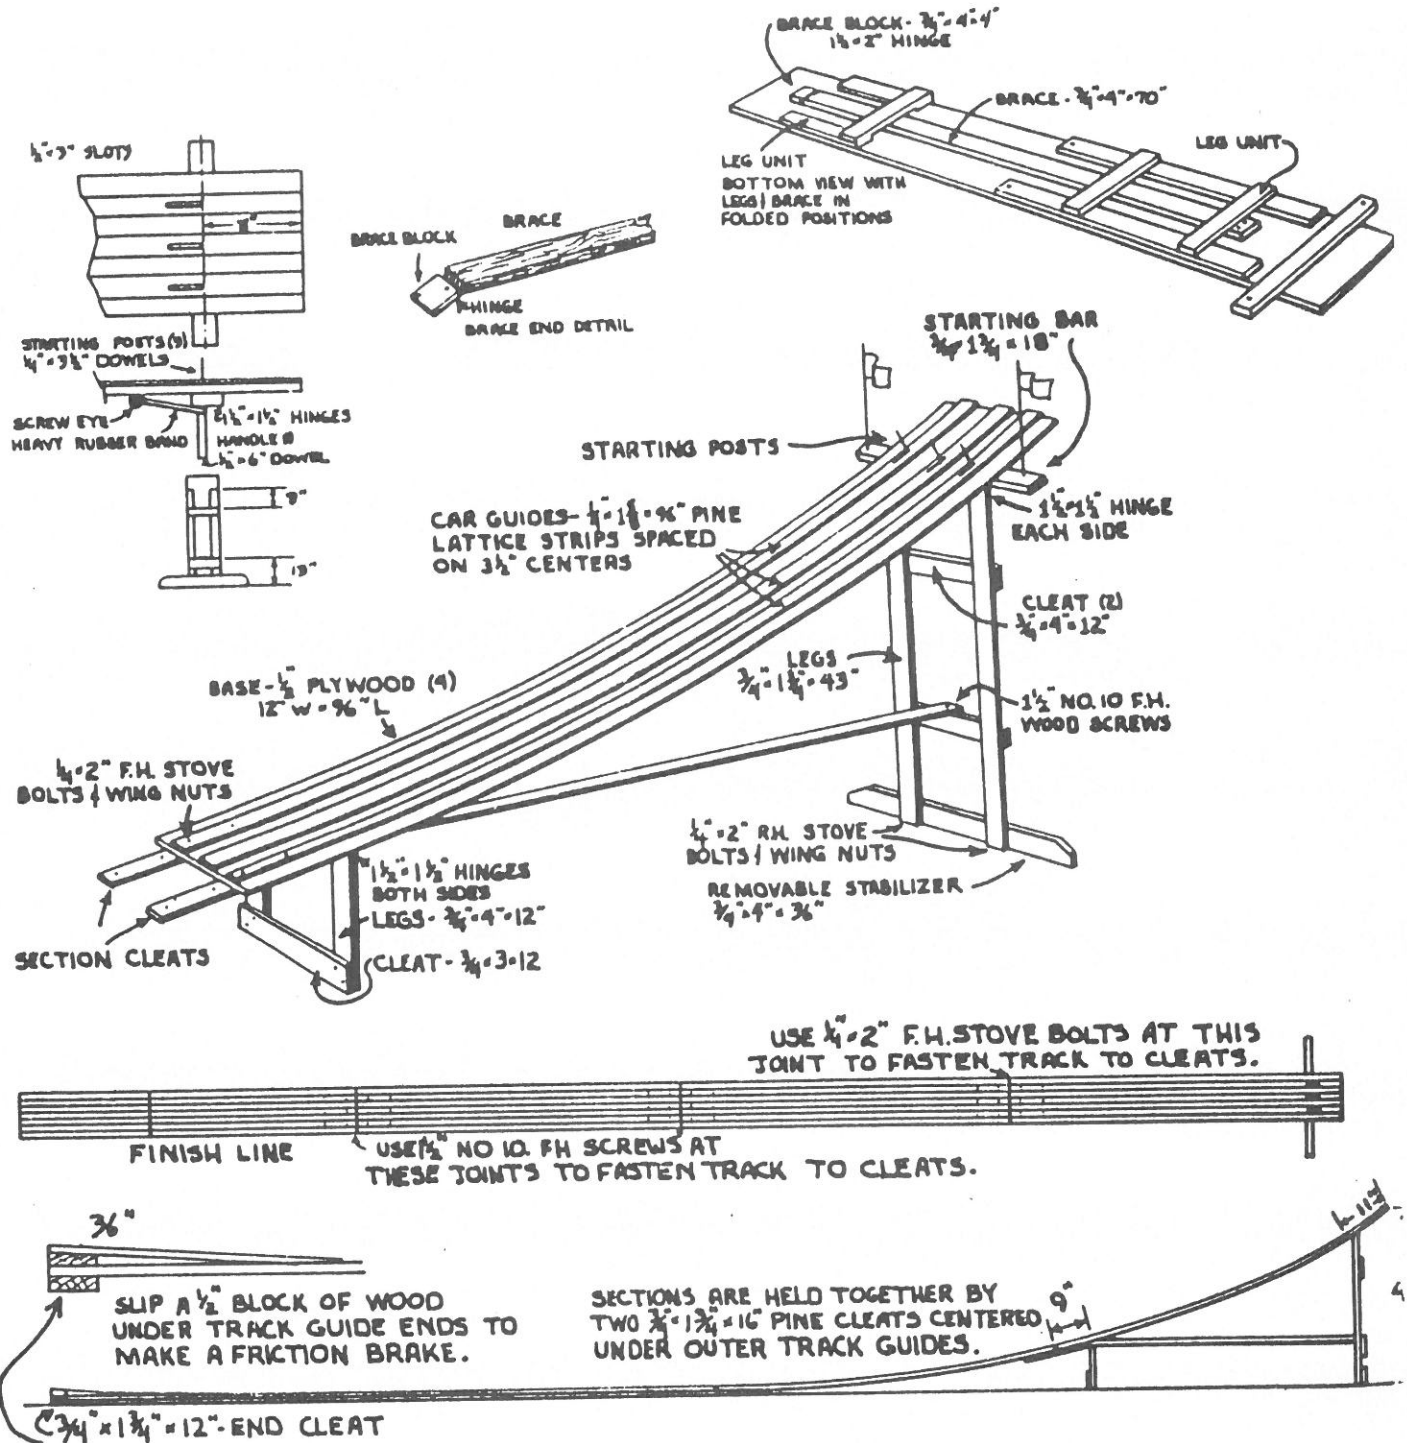 BRACE BLOCK - 3/4" × 4" × 4"
1 1/2 × 2" HINGE
BRACE - 3/4" × 4" × 70"
LEG UNIT
LEG UNIT
BOTTOM VIEW WITH
LEGS & BRACE IN
FOLDED POSITIONS
1/2" × 3" SLOTS
BRACE BLOCK
BRACE
HINGE
BRACE END DETAIL
STARTING POSTS (3)
1/4" × 3 1/2" DOWELS
SCREW EYE
HEAVY RUBBER BAND
1 1/2" × 1 1/2" HINGES
HANDLE
1/2" × 6" DOWEL
13"
STARTING BAR
3/4 × 1 3/4 × 18"
STARTING POSTS
CAR GUIDES - 96" PINE
LATTICE STRIPS SPACED
ON 3 1/2" CENTERS
1 1/2" × 1 1/2" HINGE
EACH SIDE
CLEAT (2)
3/4" × 4" × 12"
LEGS
3/4" × 1 3/4" × 43"
1 1/2" NO. 10 F.H.
WOOD SCREWS
BASE - 1/2" PLYWOOD (4)
12" W × 96" L
1/4 × 2" F.H. STOVE
BOLTS & WING NUTS
1/4" × 2" R.H. STOVE
BOLTS & WING NUTS
REMOVABLE STABILIZER
3/4" × 4" × 36"
1 1/2" × 1 1/2" HINGES
BOTH SIDES
LEGS - 3/4" × 4" × 12"
CLEAT - 3/4 × 3 × 12
SECTION CLEATS
USE 1/4" × 2" F.H. STOVE BOLTS AT THIS
JOINT TO FASTEN TRACK TO CLEATS.
FINISH LINE
USE 1 1/2" NO 10. FH SCREWS AT
THESE JOINTS TO FASTEN TRACK TO CLEATS.
36"
SLIP A 1/2" BLOCK OF WOOD
UNDER TRACK GUIDE ENDS TO
MAKE A FRICTION BRAKE.
SECTIONS ARE HELD TOGETHER BY
TWO 3/4" × 1 3/4" × 16" PINE CLEATS CENTERED
UNDER OUTER TRACK GUIDES.
9"
3/4" × 1 3/4" × 12" - END CLEAT